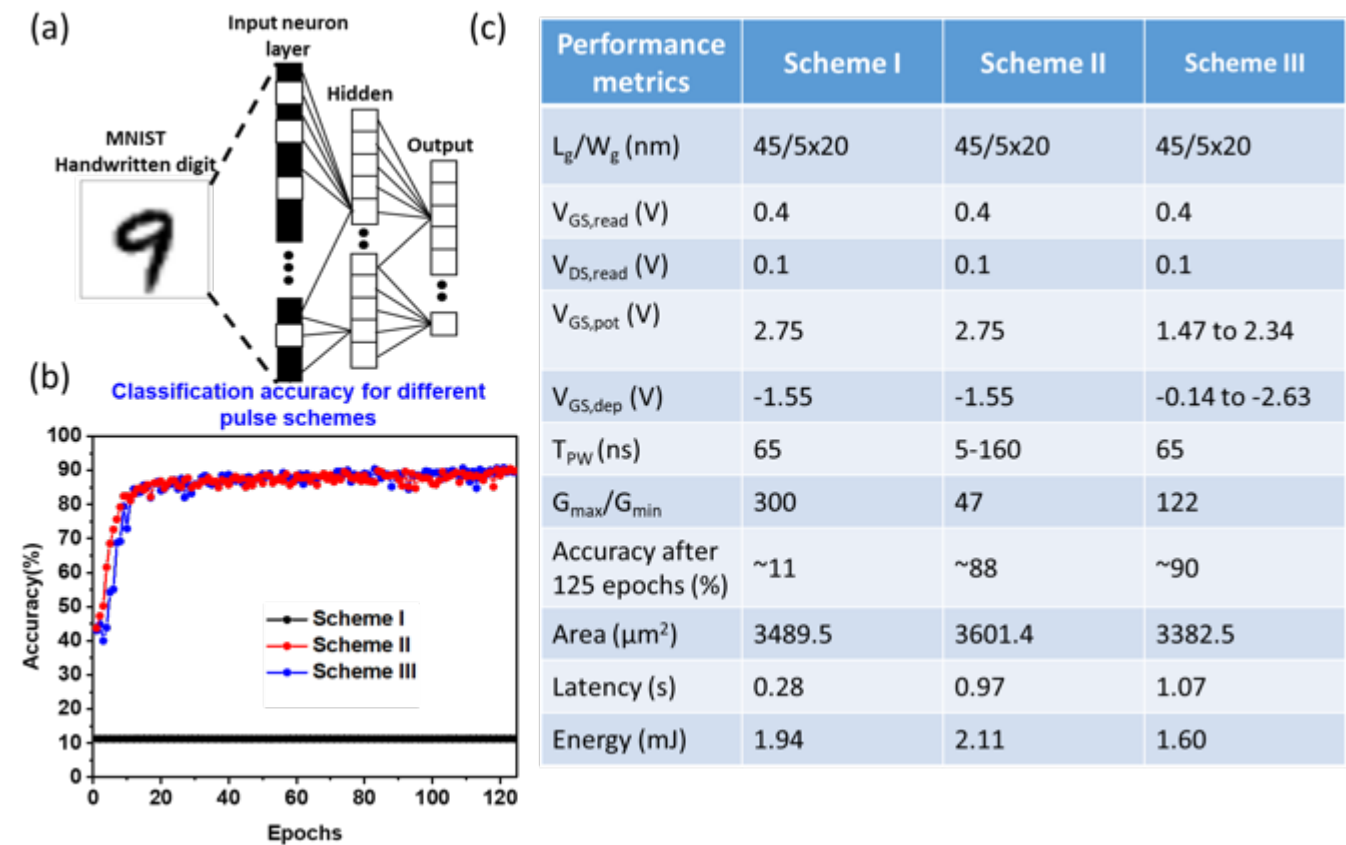 (a)
Input neuron
layer
Hidden
Output
MNIST
Handwritten digit
9
(b)
Classification accuracy for different
pulse schemes
Accuracy(%)
100
90
80
70
60
50
40
30
20
10
0
Scheme I
Scheme II
Scheme III
0 20 40 60 80 100 120
Epochs
(c)
Performance metrics Scheme I Scheme II Scheme III
Lg/Wg (nm) 45/5x20 45/5x20 45/5x20
VGS,read (V) 0.4 0.4 0.4
VDS,read (V) 0.1 0.1 0.1
VGS,pot (V) 2.75 2.75 1.47 to 2.34
VGS,dep (V) -1.55 -1.55 -0.14 to -2.63
TPW (ns) 65 5-160 65
Gmax/Gmin 300 47 122
Accuracy after 125 epochs (%) ~11 ~88 ~90
Area (µm²) 3489.5 3601.4 3382.5
Latency (s) 0.28 0.97 1.07
Energy (mJ) 1.94 2.11 1.60